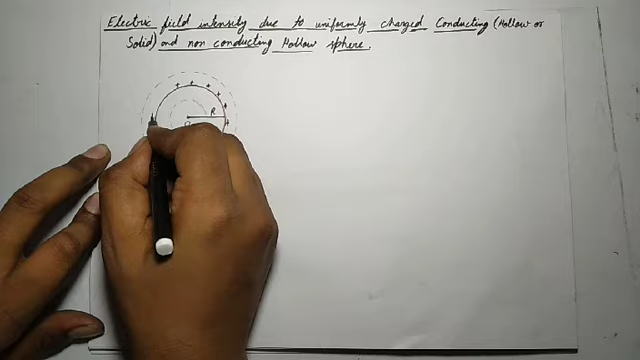 Electric field intensity due to uniformly charged Conducting (Hollow or
Solid) and non conducting Hollow sphere.
R